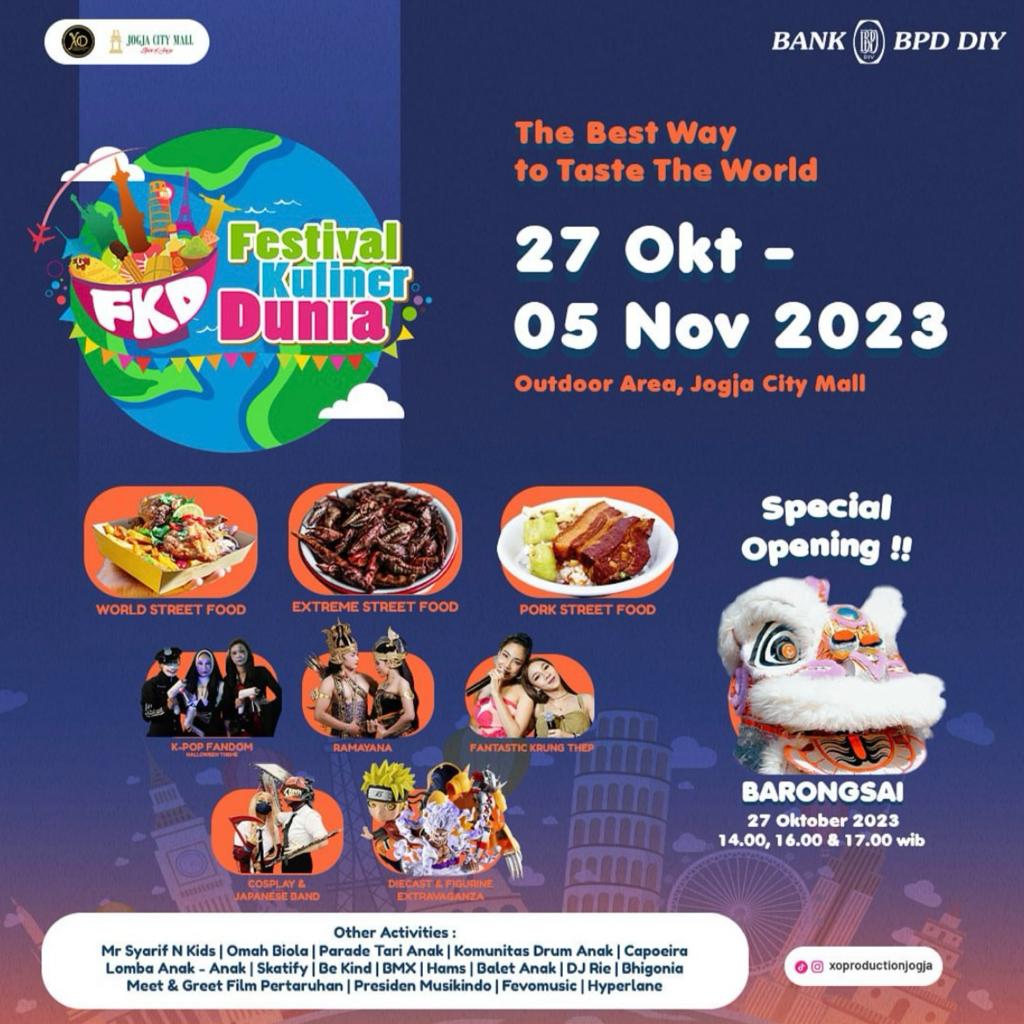 XO
JOGJA CITY MALL
BANK BPD DIY
The Best Way
to Taste The World
27 Okt -
05 Nov 2023
Outdoor Area, Jogja City Mall
FKD
Festival
Kuliner
Dunia
Special
Opening !!
WORLD STREET FOOD
EXTREME STREET FOOD
PORK STREET FOOD
K-POP FANDOM
HALLOWEEN THEME
RAMAYANA
FANTASTIC KRUNG THEP
BARONGSAI
27 Oktober 2023
14.00, 16.00 & 17.00 wib
COSPLAY &
JAPANESE BAND
DIECAST & FIGURINE
EXTRAVAGANZA
Other Activities :
Mr Syarif N Kids | Omah Biola | Parade Tari Anak | Komunitas Drum Anak | Capoeira
Lomba Anak - Anak | Skatify | Be Kind | BMX | Hams | Balet Anak | DJ Rie | Bhigonia
Meet & Greet Film Pertaruhan | Presiden Musikindo | Fevomusic | Hyperlane
xoproductionjogja